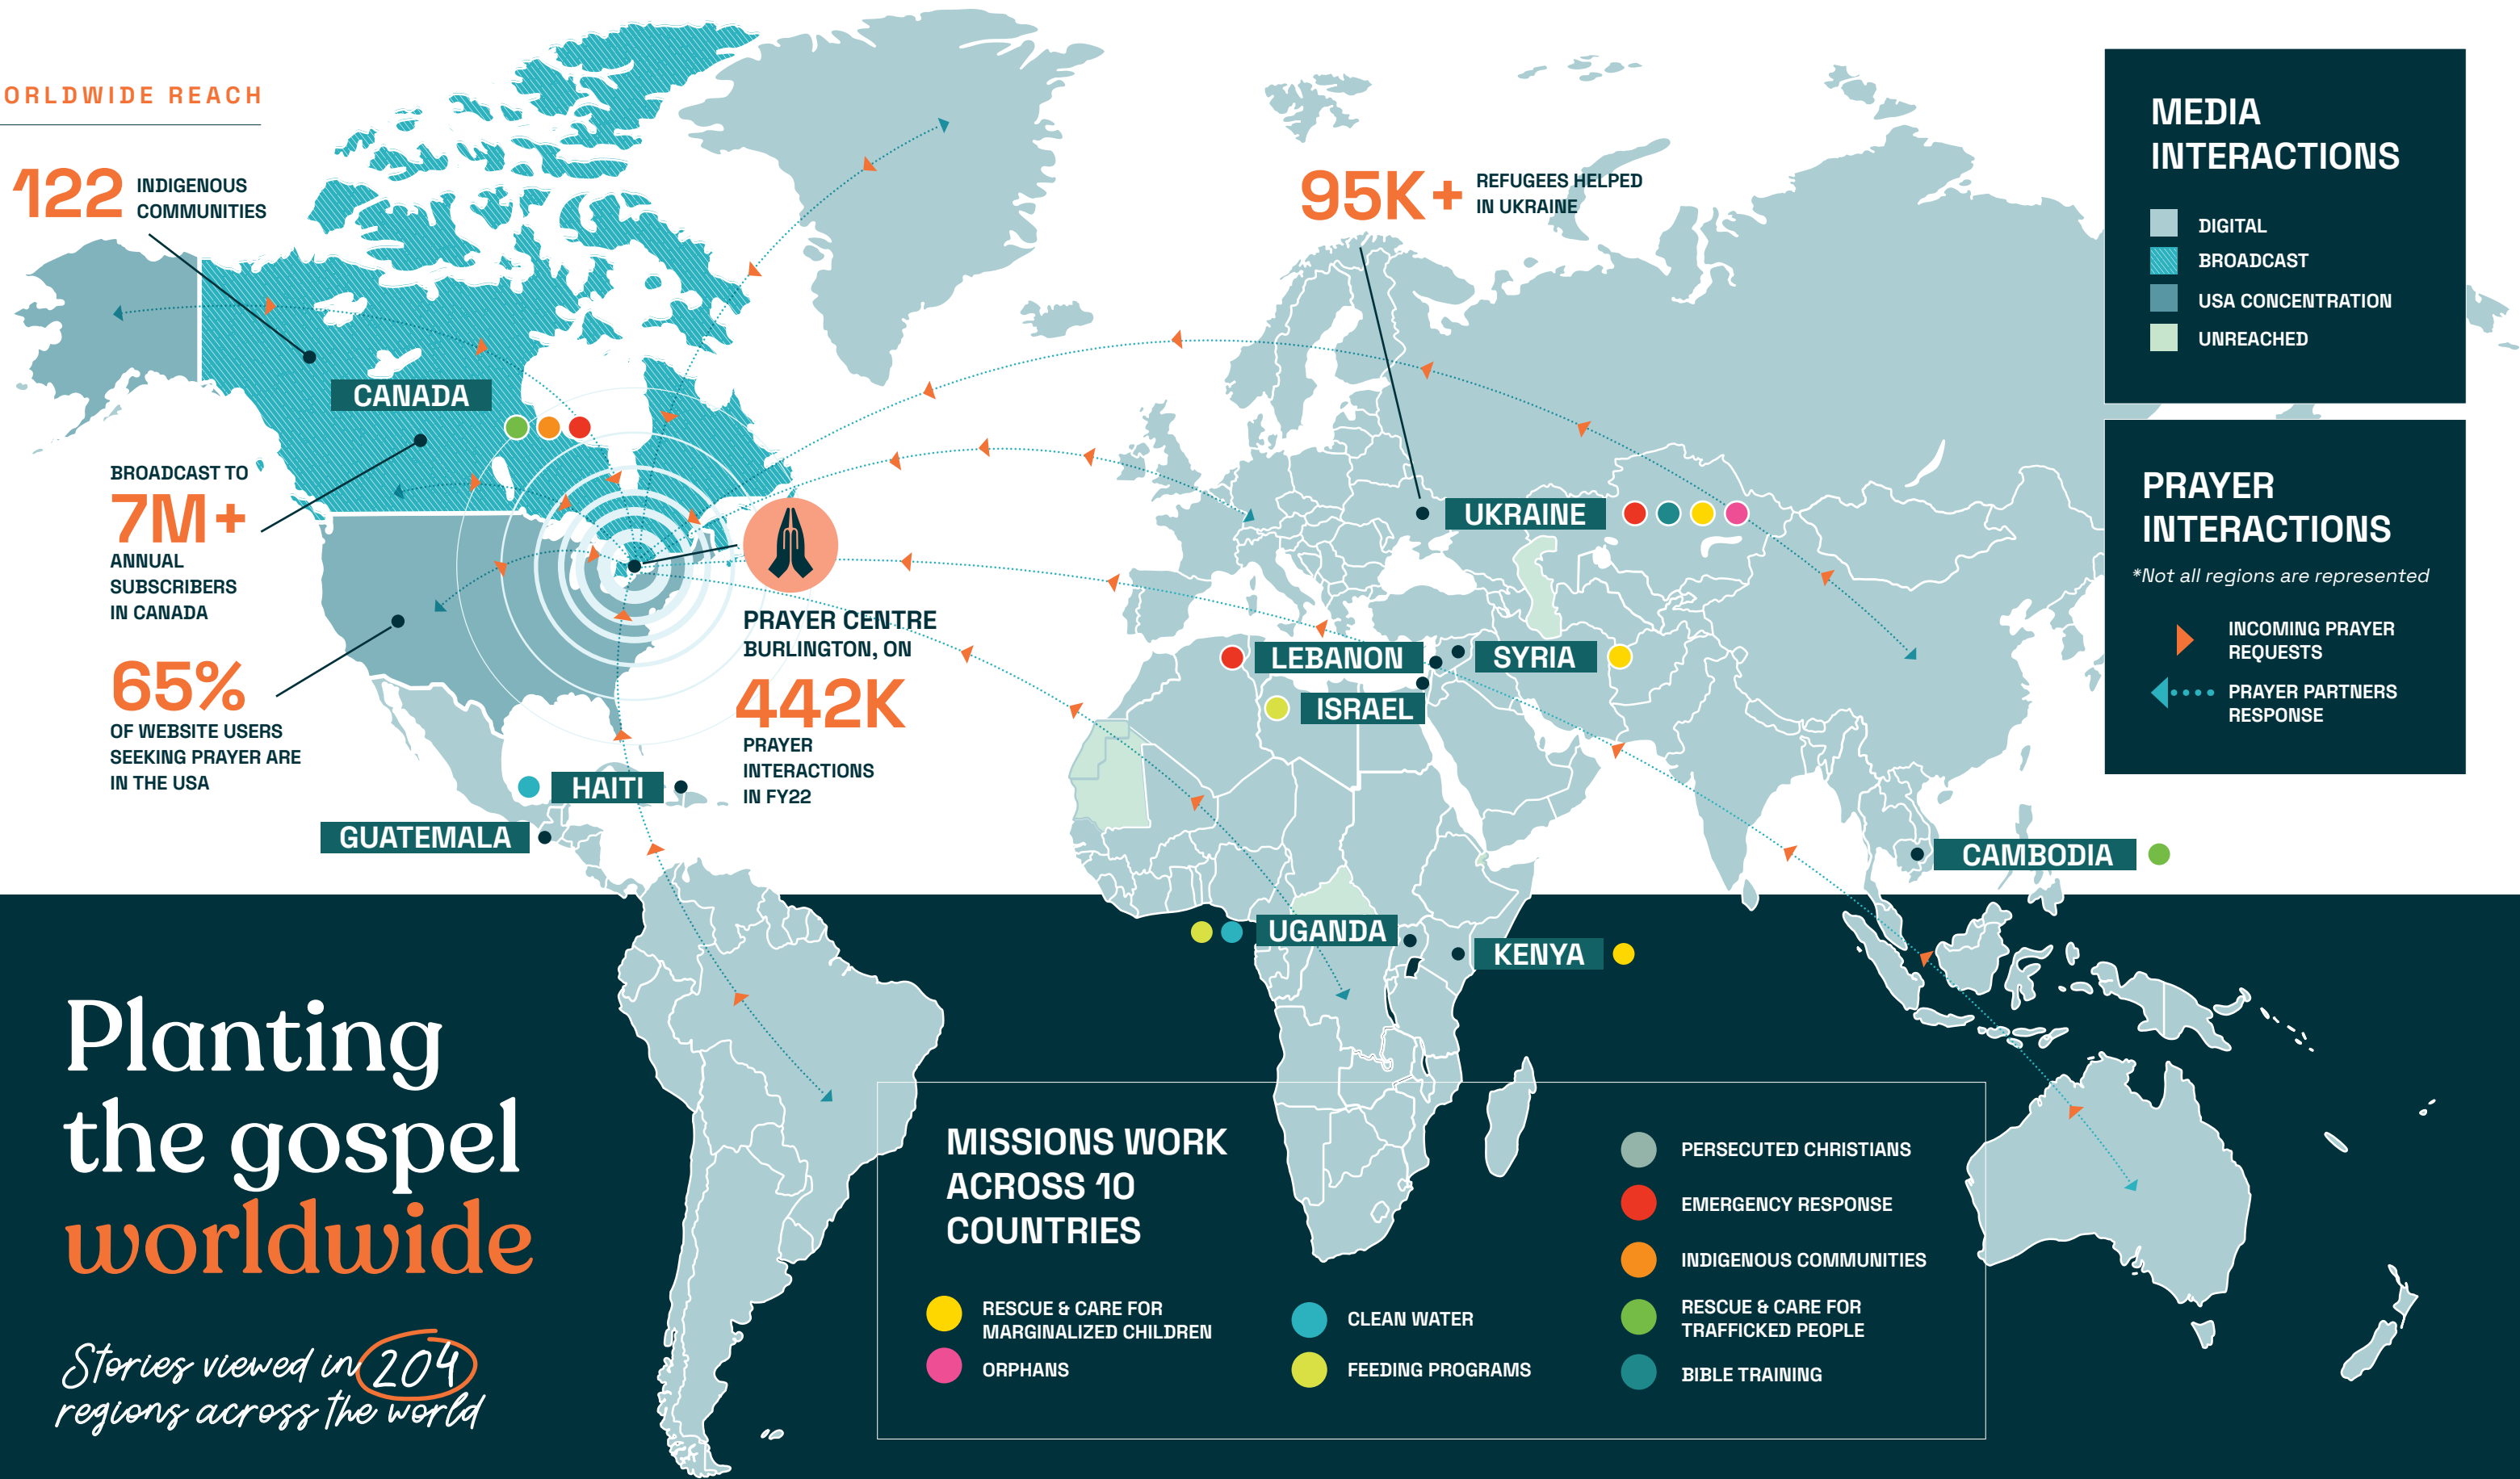 ORLDWIDE REACH
122
INDIGENOUS
COMMUNITIES
95K+
REFUGEES HELPED
IN UKRAINE
MEDIA
INTERACTIONS
DIGITAL
BROADCAST
USA CONCENTRATION
UNREACHED
CANADA
BROADCAST TO
7M+
ANNUAL
SUBSCRIBERS
IN CANADA
65%
OF WEBSITE USERS
SEEKING PRAYER ARE
IN THE USA
PRAYER CENTRE
BURLINGTON, ON
442K
PRAYER
INTERACTIONS
IN FY22
UKRAINE
LEBANON
SYRIA
ISRAEL
PRAYER
INTERACTIONS
*Not all regions are represented
INCOMING PRAYER
REQUESTS
PRAYER PARTNERS
RESPONSE
HAITI
GUATEMALA
CAMBODIA
UGANDA
KENYA
Planting
the gospel
worldwide
Stories viewed in 204
regions across the world
MISSIONS WORK
ACROSS 10
COUNTRIES
RESCUE & CARE FOR
MARGINALIZED CHILDREN
ORPHANS
CLEAN WATER
FEEDING PROGRAMS
PERSECUTED CHRISTIANS
EMERGENCY RESPONSE
INDIGENOUS COMMUNITIES
RESCUE & CARE FOR
TRAFFICKED PEOPLE
BIBLE TRAINING